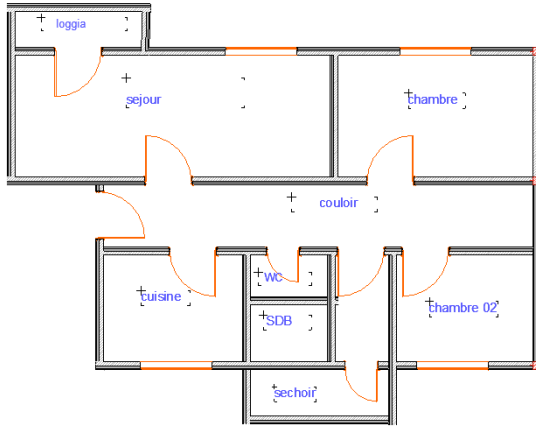 loggia
sejour
chambre
couloir
WC
cuisine
SDB
chambre 02
sechoir